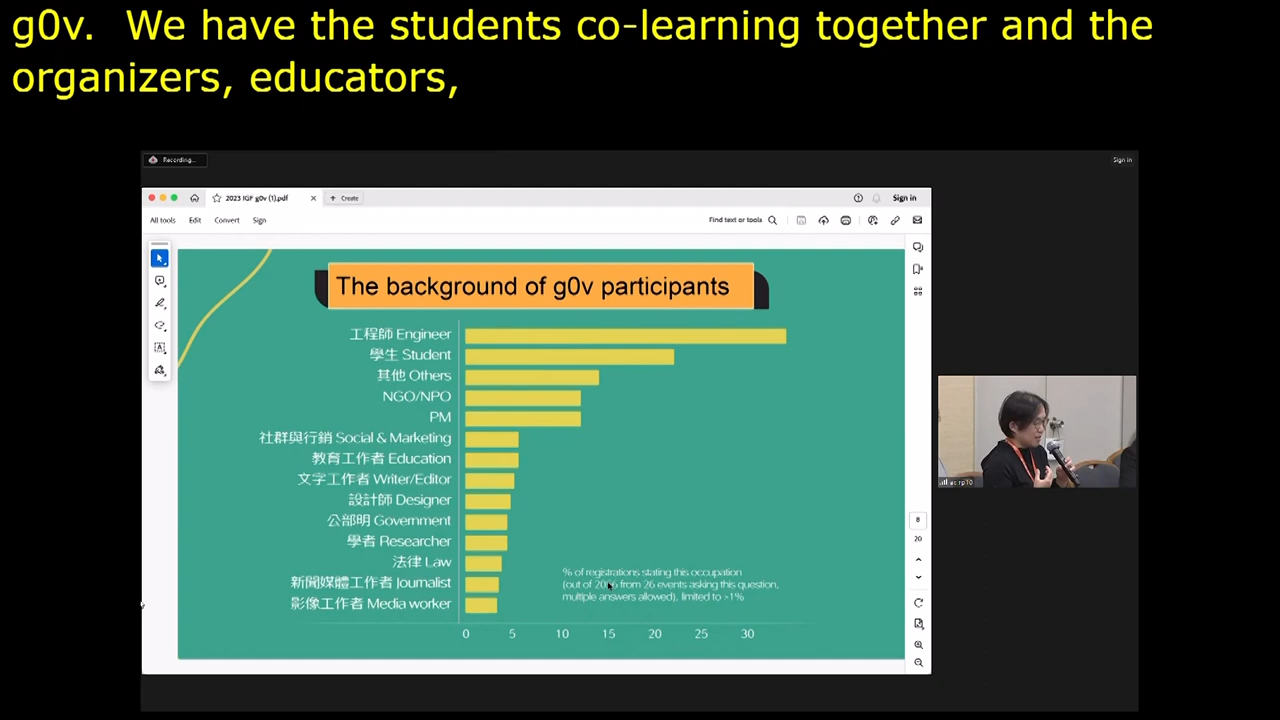 g0v. We have the students co-learning together and the
organizers, educators,
Recording...
Sign in
2023 IGF g0v (1).pdf
Create
Sign in
All tools
Edit
Convert
Sign
Find text or tools
The background of g0v participants
工程師 Engineer
學生 Student
其他 Others
NGO/NPO
PM
社群與行銷 Social & Marketing
教育工作者 Education
文字工作者 Writer/Editor
設計師 Designer
公部明 Government
學者 Researcher
法律 Law
新聞媒體工作者 Journalist
影像工作者 Media worker
% of registrations stating this occupation
(out of from 26 events asking this question,
multiple answers allowed), limited to >1%
0 5 10 15 20 25 30
8
20